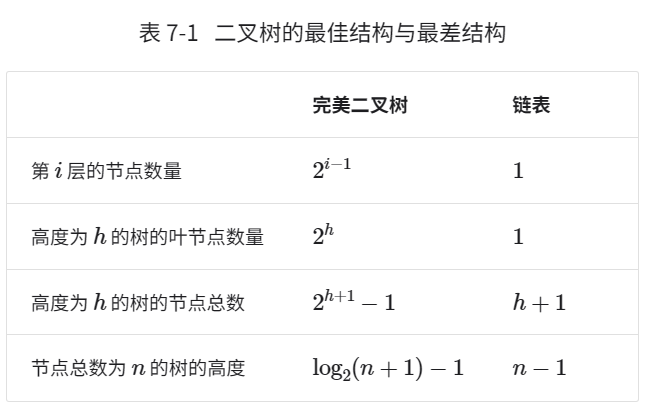 表 7-1 二叉树的最佳结构与最差结构
完美二叉树 链表
第 i 层的节点数量 2^{i−1} 1
高度为 h 的树的叶节点数量 2^h 1
高度为 h 的树的节点总数 2^{h+1} − 1 h + 1
节点总数为 n 的树的高度 log₂(n + 1) − 1 n − 1